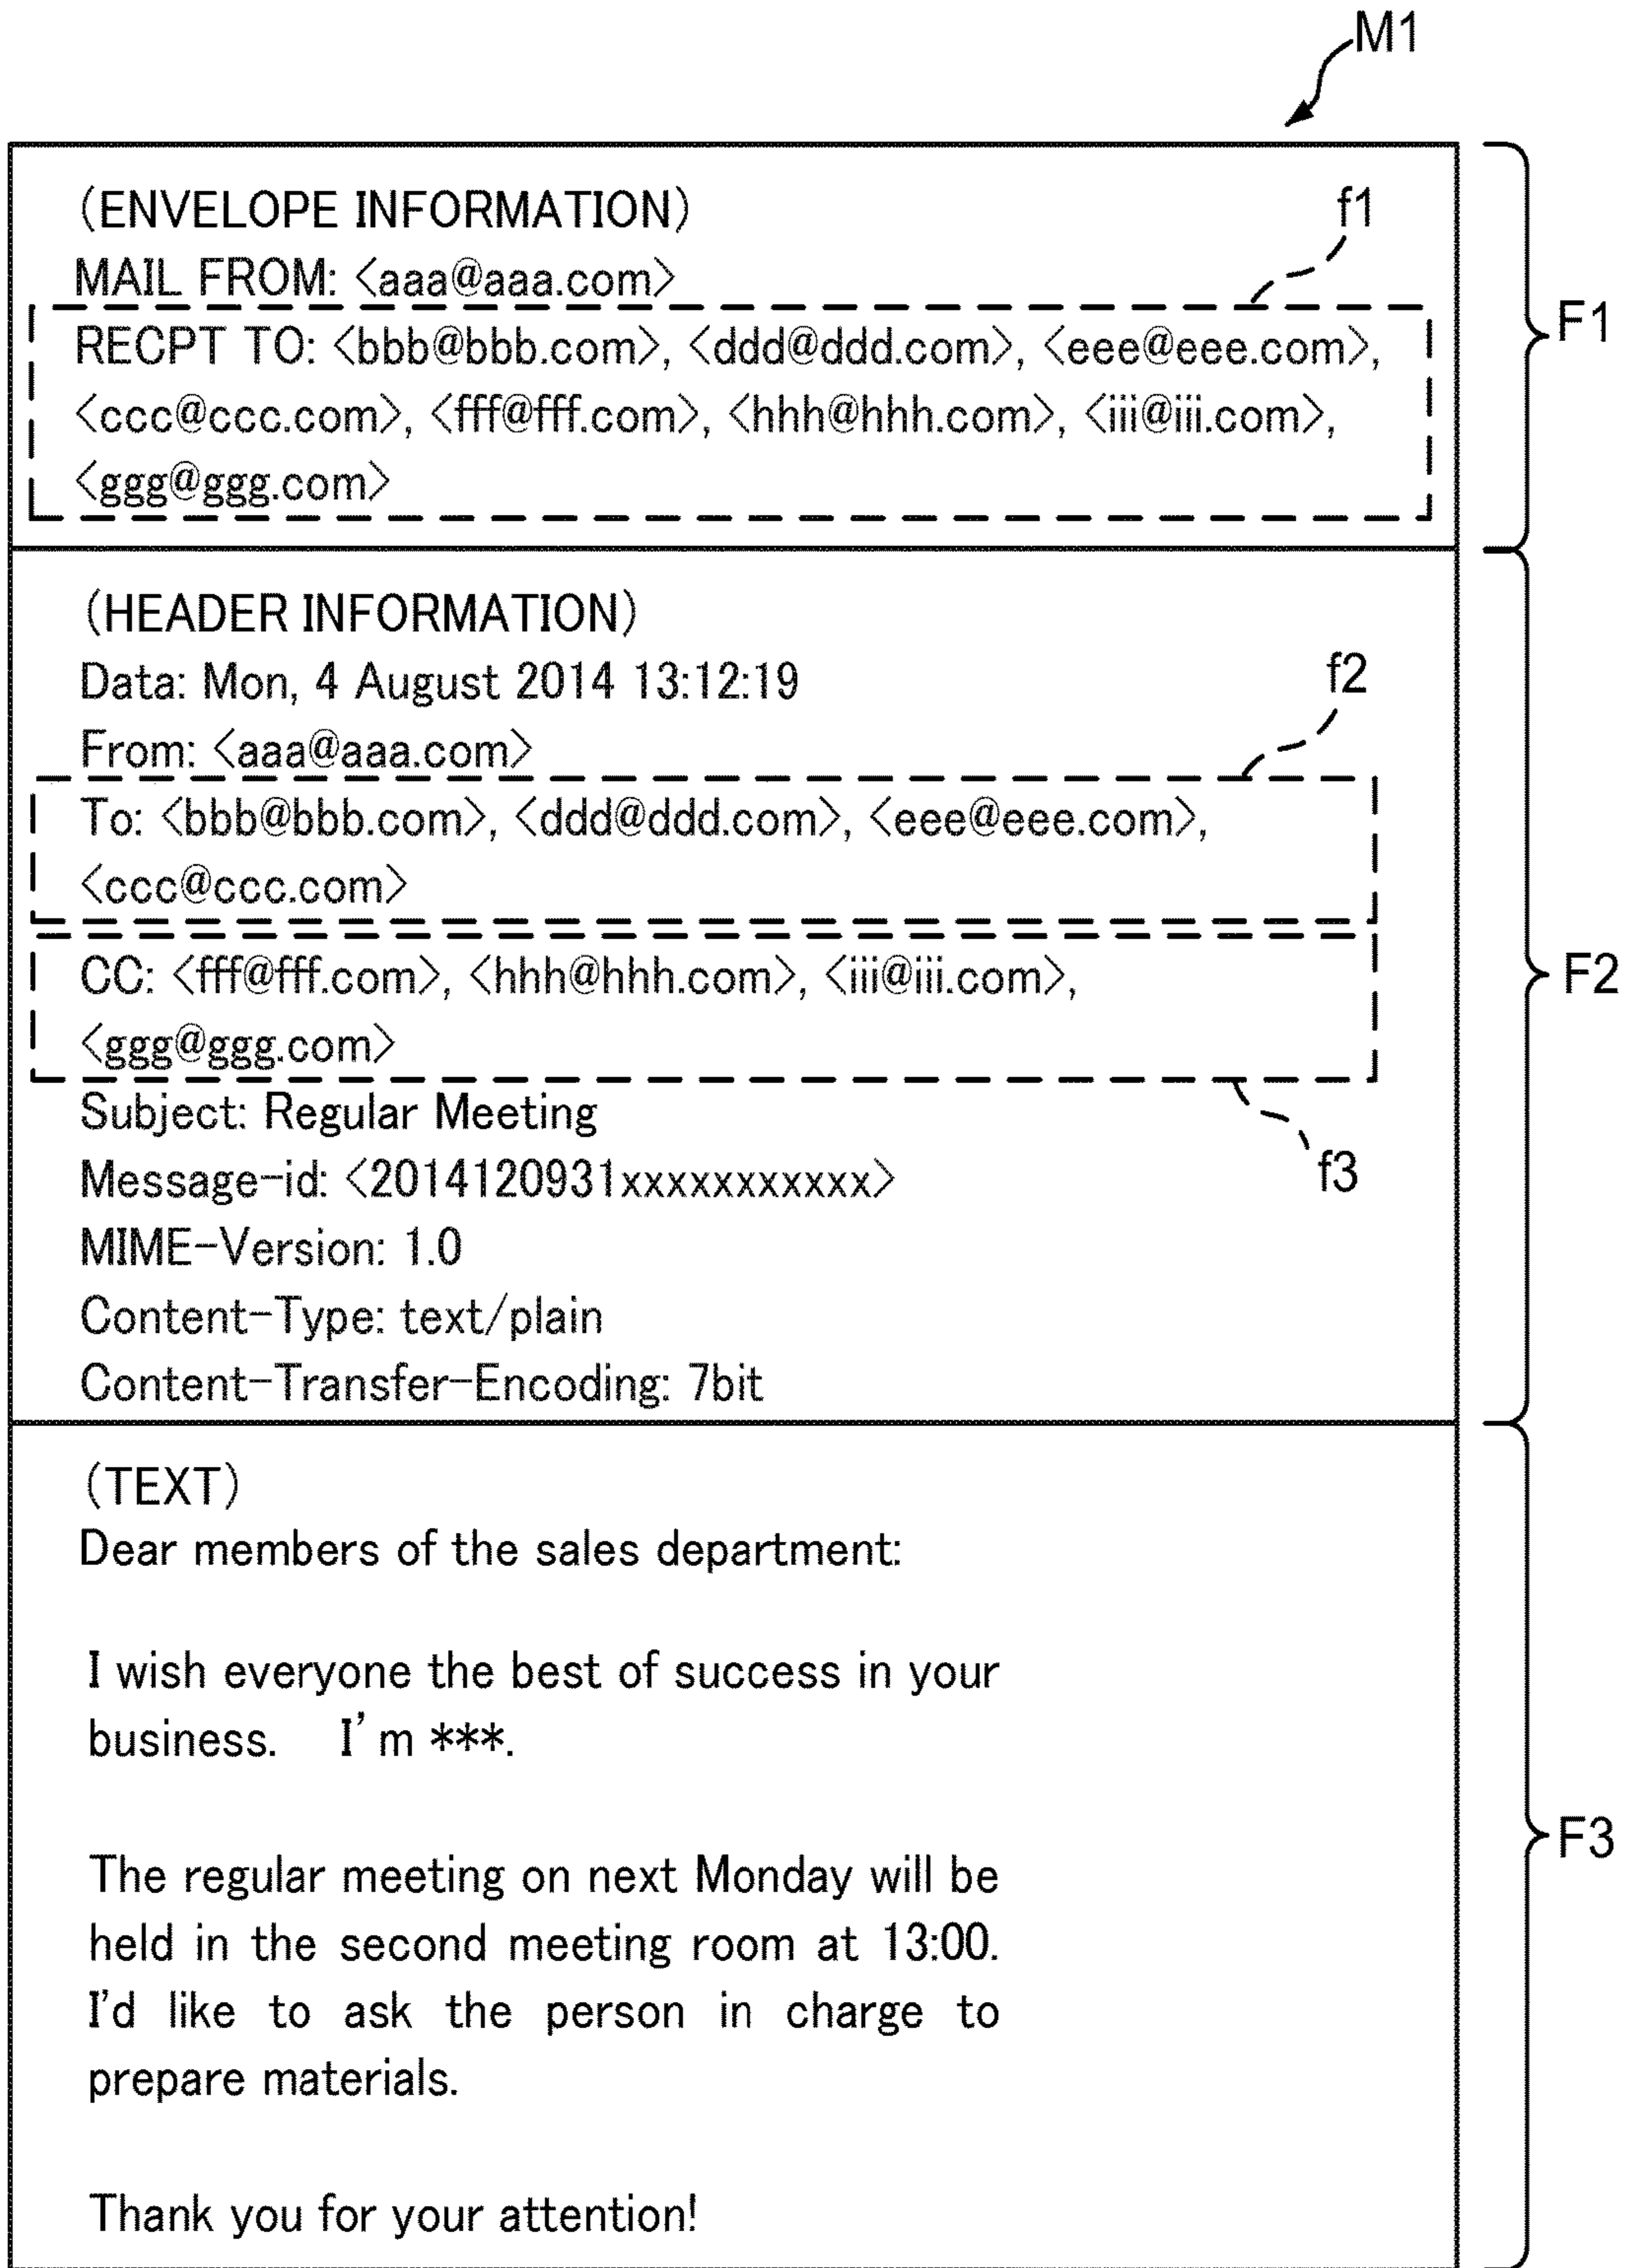 M1
(ENVELOPE INFORMATION)
f1
MAIL FROM: <aaa@aaa.com>
RECPT TO: <bbb@bbb.com>, <ddd@ddd.com>, <eee@eee.com>,
F1
<ccc@ccc.com>, <fff@fff.com>, <hhh@hhh.com>, <iii@iii.com>,
<ggg@ggg.com>
(HEADER INFORMATION)
Data: Mon, 4 August 2014 13:12:19
f2
From: <aaa@aaa.com>
To: <bbb@bbb.com>, <ddd@ddd.com>, <eee@eee.com>,
<ccc@ccc.com>
CC: <fff@fff.com>, <hhh@hhh.com>, <iii@iii.com>,
F2
<ggg@ggg.com>
Subject: Regular Meeting
Message-id: <2014120931xxxxxxxxxxx>
f3
MIME-Version: 1.0
Content-Type: text/plain
Content-Transfer-Encoding: 7bit
(TEXT)
Dear members of the sales department:
I wish everyone the best of success in your
business. I'm ***.
F3
The regular meeting on next Monday will be
held in the second meeting room at 13:00.
I'd like to ask the person in charge to
prepare materials.
Thank you for your attention!